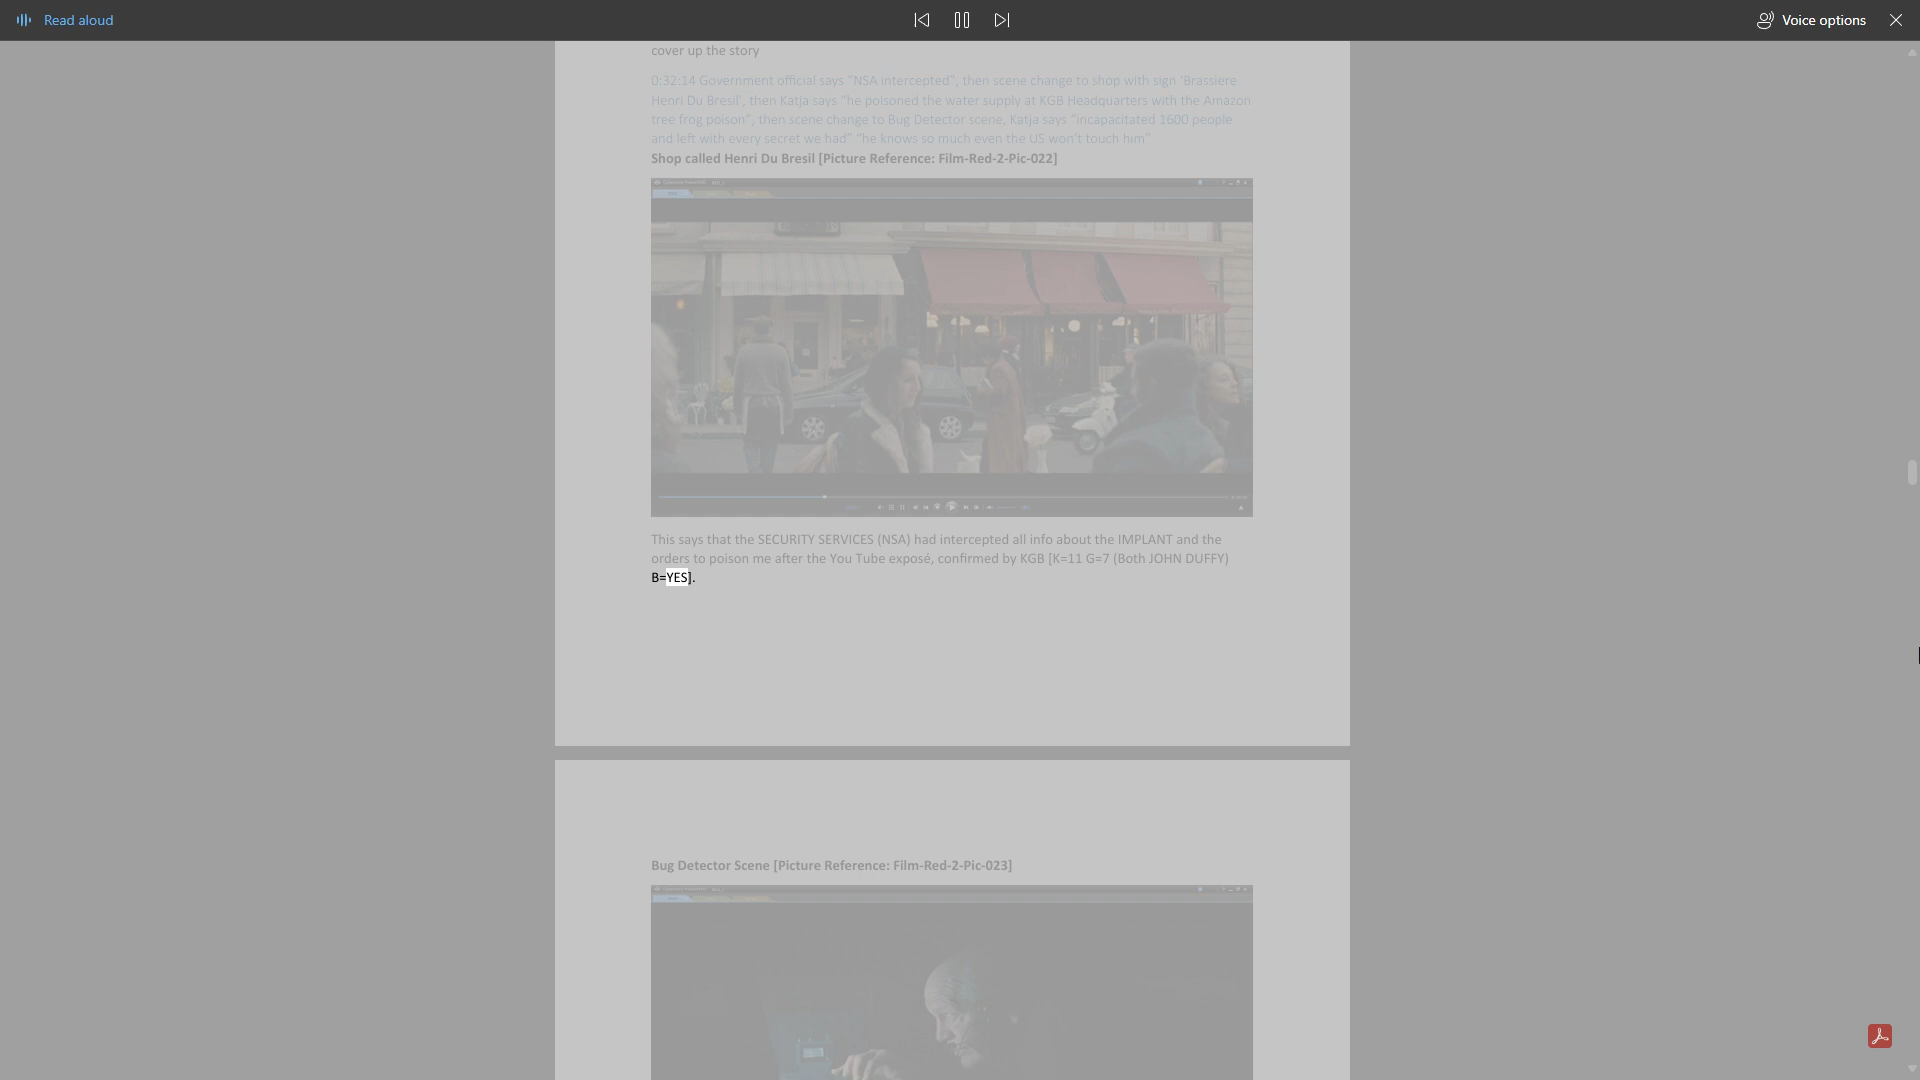 Read aloud
Voice options
cover up the story
0:32:14 Government official says “NSA intercepted”, then scene change to shop with sign ‘Brassiere
Henri Du Bresil’, then Katja says “he poisoned the water supply at KGB Headquarters with the Amazon
tree frog poison”, then scene change to Bug Detector scene, Katja says “incapacitated 1600 people
and left with every secret we had” “he knows so much even the US won’t touch him”
Shop called Henri Du Bresil [Picture Reference: Film-Red-2-Pic-022]
This says that the SECURITY SERVICES (NSA) had intercepted all info about the IMPLANT and the
orders to poison me after the You Tube exposé, confirmed by KGB [K=11 G=7 (Both JOHN DUFFY)
B=YES].
Bug Detector Scene [Picture Reference: Film-Red-2-Pic-023]